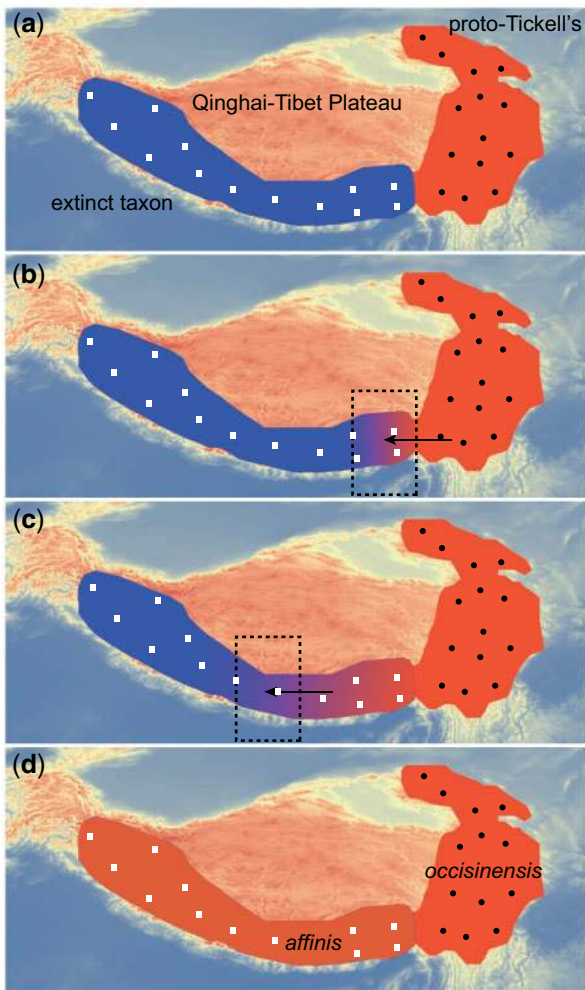 (a)
proto-Tickell's
Qinghai-Tibet Plateau
extinct taxon
(b)
(c)
(d)
occisinensis
affinis